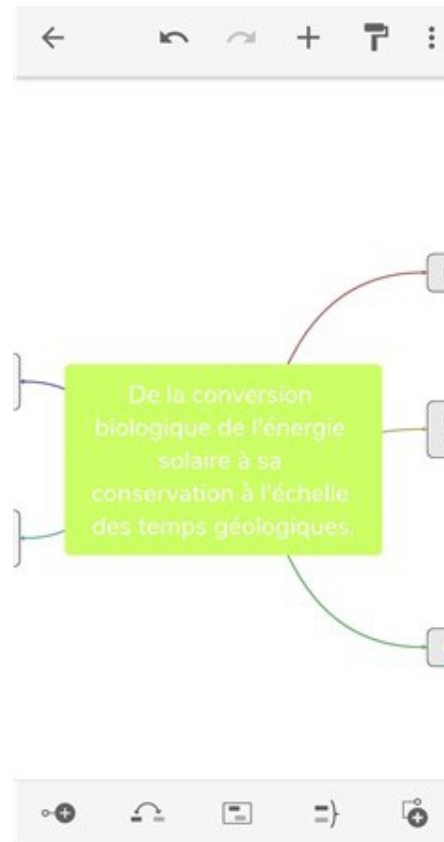 De la conversion
biologique de l'énergie
solaire à sa
conservation à l'échelle
des temps géologiques.